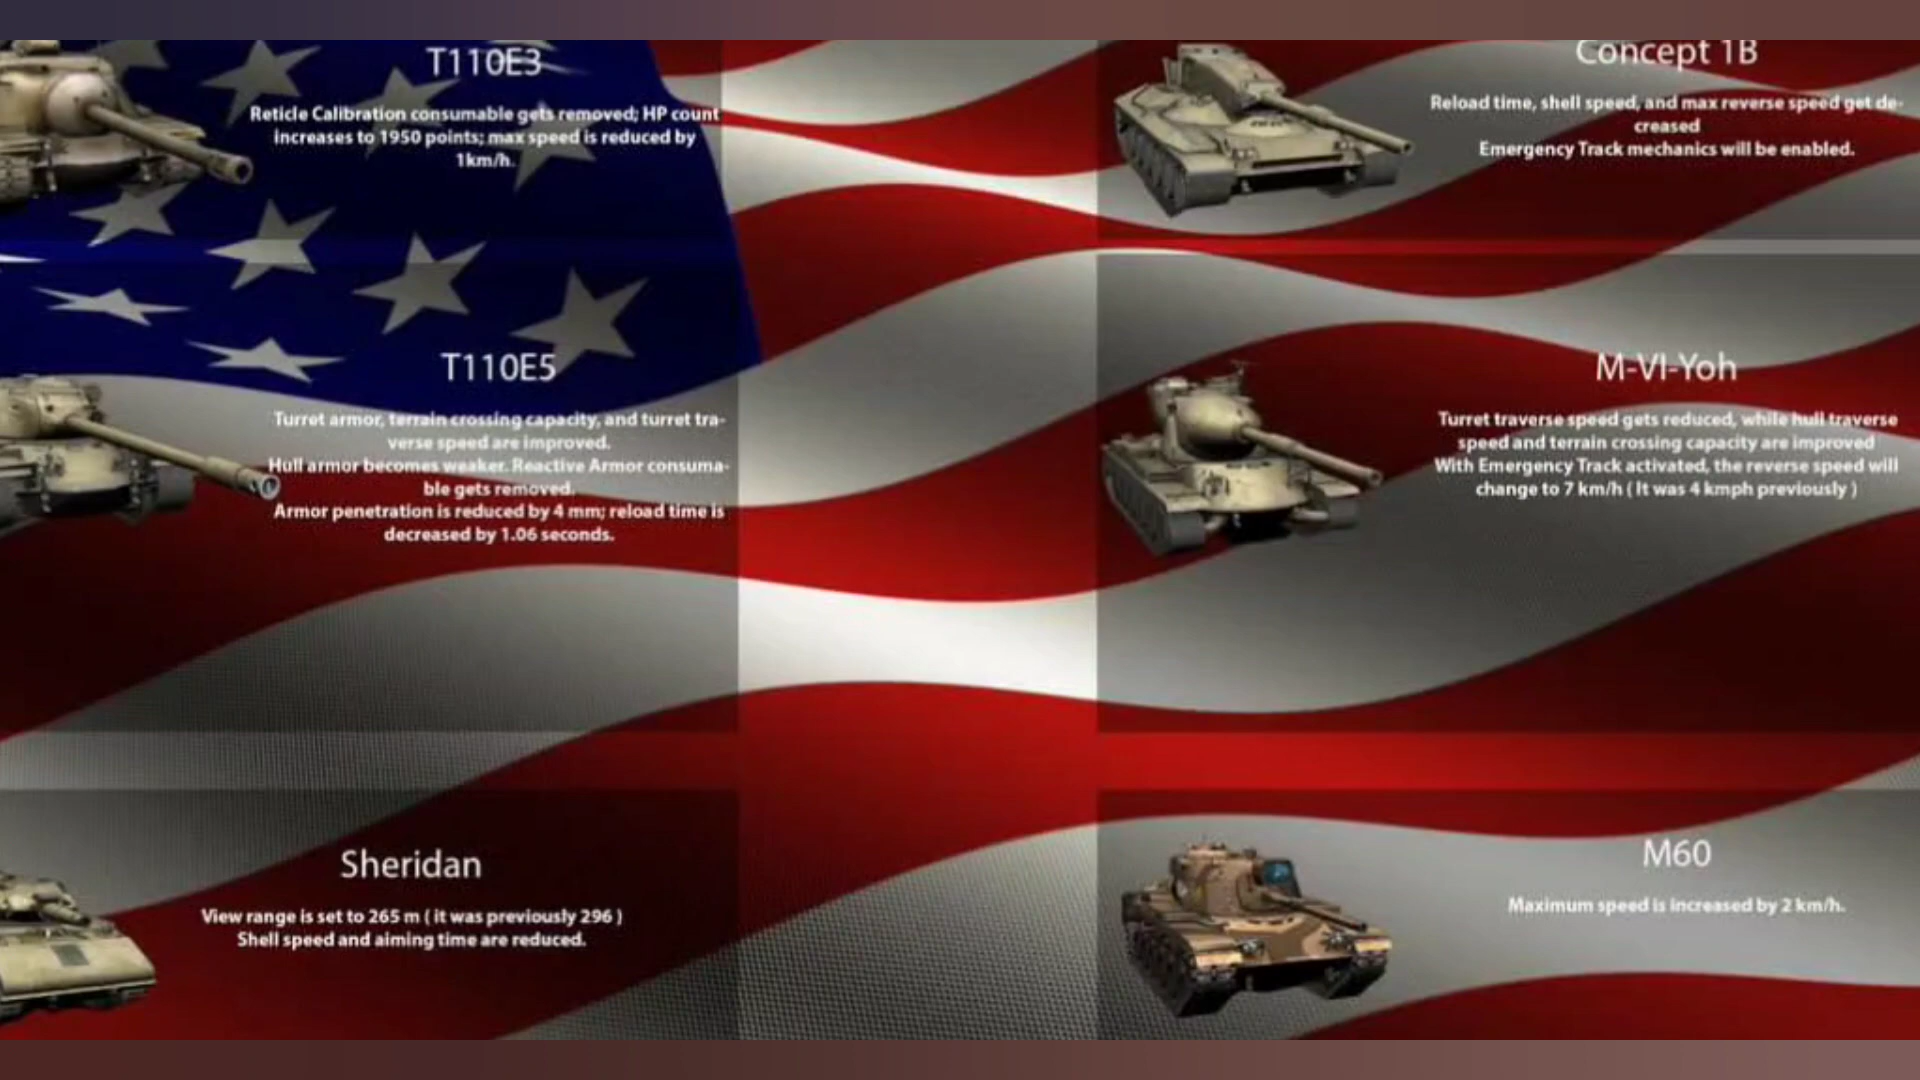 T110E3
Reticle Calibration consumable gets removed; HP count
increases to 1950 points; max speed is reduced by
1km/h.
Concept 1B
Reload time, shell speed, and max reverse speed get de-
creased
Emergency Track mechanics will be enabled.
T110E5
Turret armor, terrain crossing capacity, and turret tra-
verse speed are improved.
Hull armor becomes weaker. Reactive Armor consuma-
ble gets removed.
Armor penetration is reduced by 4 mm; reload time is
decreased by 1.06 seconds.
M-VI-Yoh
Turret traverse speed gets reduced, while hull traverse
speed and terrain crossing capacity are improved
With Emergency Track activated, the reverse speed will
change to 7 km/h ( It was 4 kmph previously )
Sheridan
View range is set to 265 m ( it was previously 296 )
Shell speed and aiming time are reduced.
M60
Maximum speed is increased by 2 km/h.